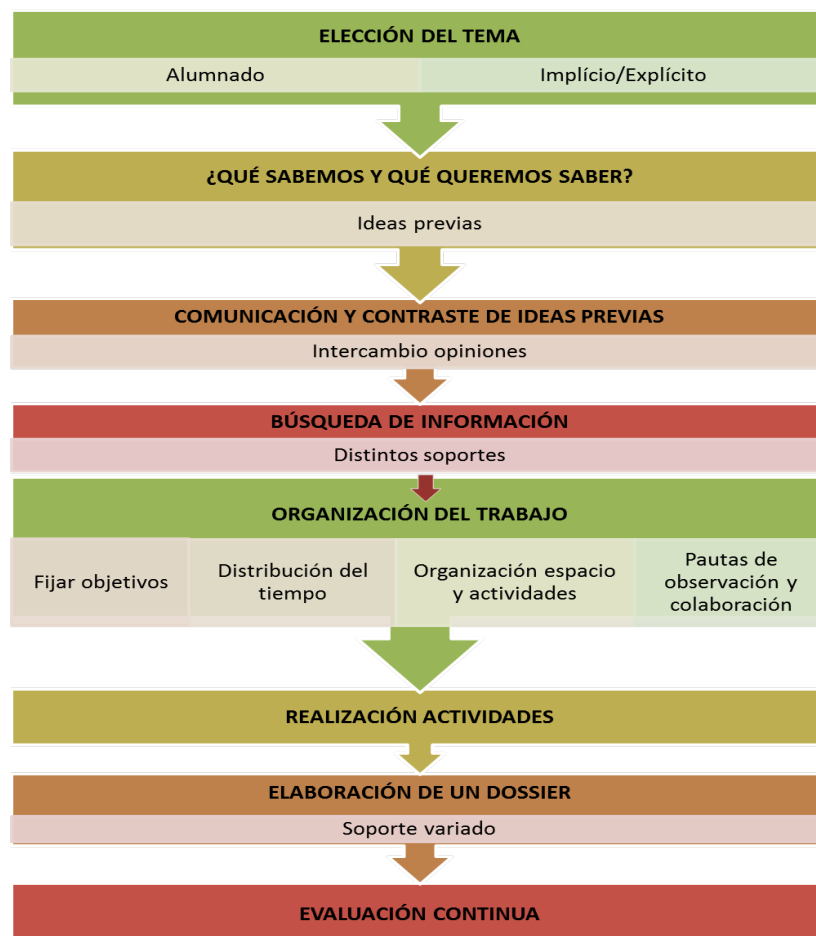 ELECCIÓN DEL TEMA
Alumnado
Implício/Explícito
¿QUÉ SABEMOS Y QUÉ QUEREMOS SABER?
Ideas previas
COMUNICACIÓN Y CONTRASTE DE IDEAS PREVIAS
Intercambio opiniones
BÚSQUEDA DE INFORMACIÓN
Distintos soportes
ORGANIZACIÓN DEL TRABAJO
Fijar objetivos
Distribución del
tiempo
Organización espacio
y actividades
Pautas de
observación y
colaboración
REALIZACIÓN ACTIVIDADES
ELABORACIÓN DE UN DOSSIER
Soporte variado
EVALUACIÓN CONTINUA